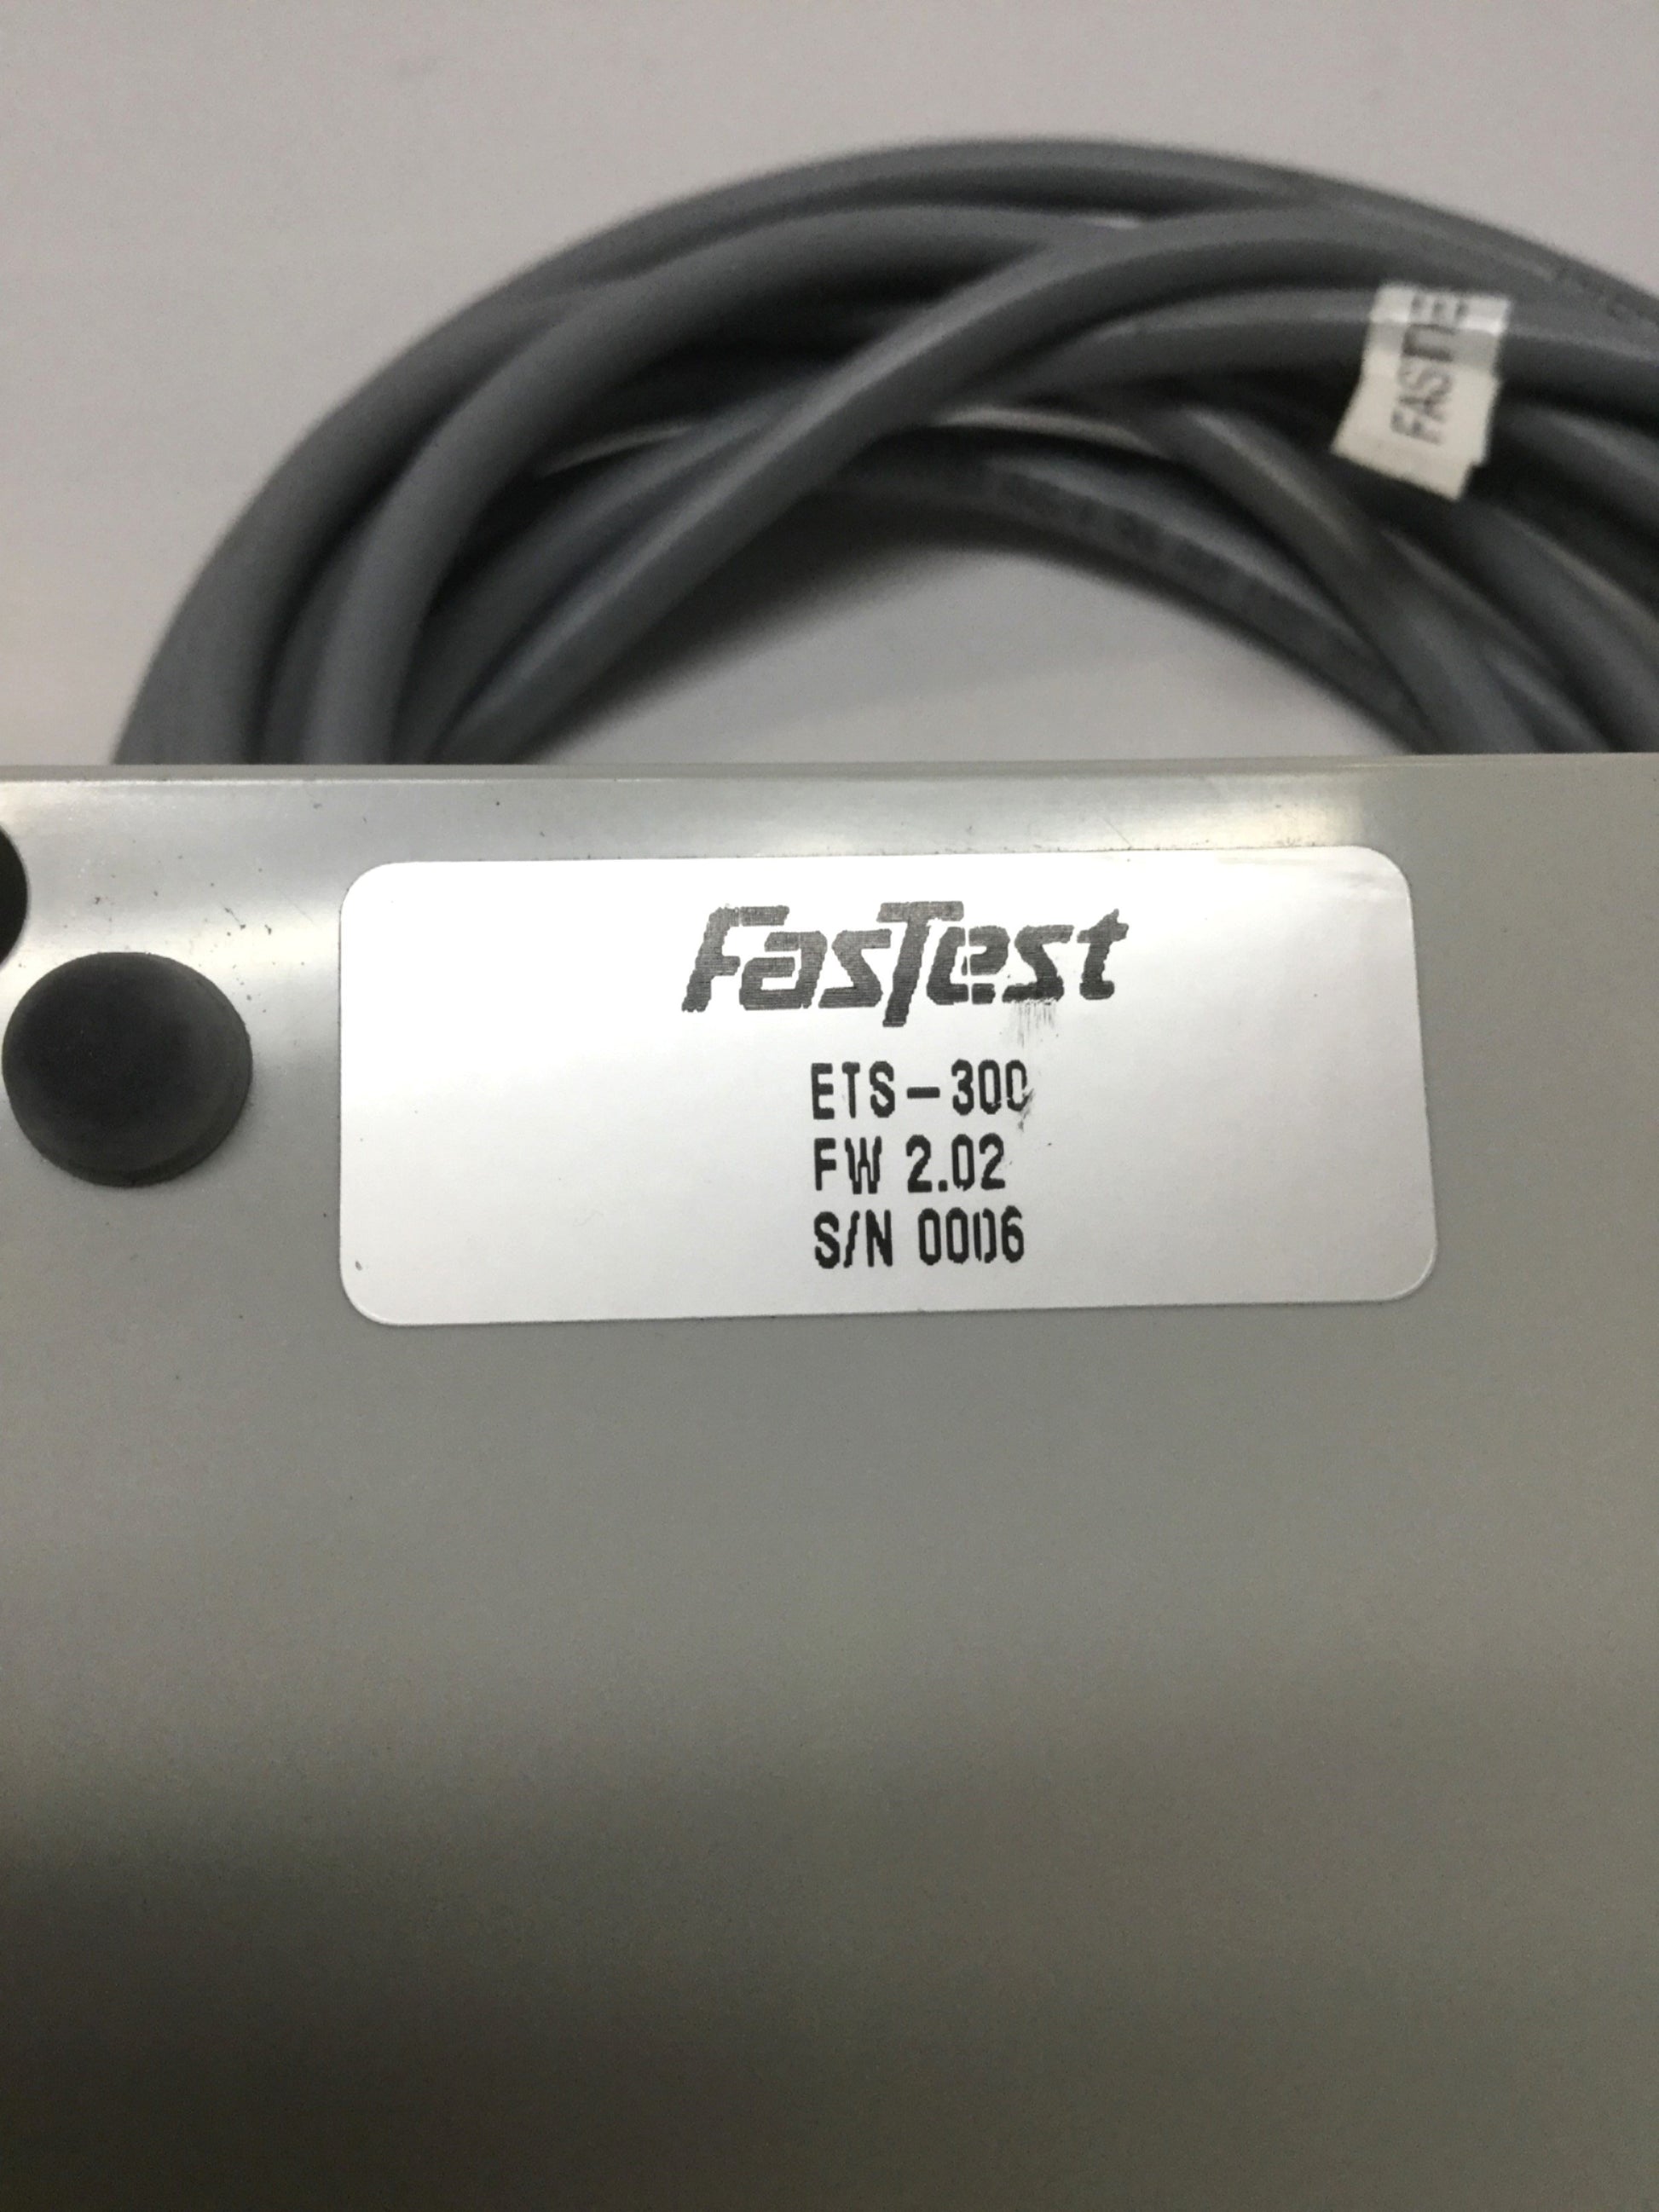 FasTest
ETS-300
FW 2.02
S/N 0006